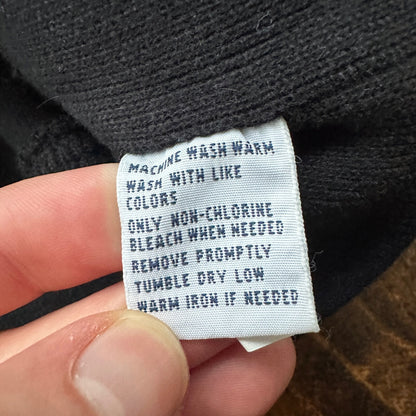 MACHINE WASH WARM
WASH WITH LIKE
COLORS
ONLY NON-CHLORINE
BLEACH WHEN NEEDED
REMOVE PROMPTLY
TUMBLE DRY LOW
WARM IRON IF NEEDED